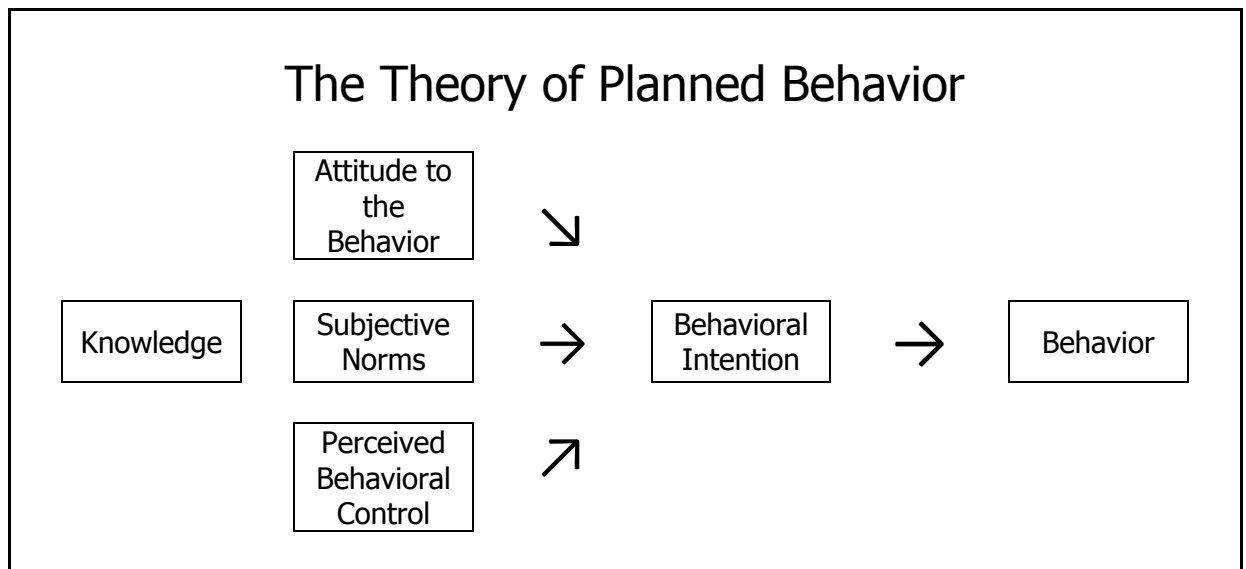 The Theory of Planned Behavior
Attitude to
the
Behavior
Knowledge
Subjective
Norms
Behavioral
Intention
Behavior
Perceived
Behavioral
Control